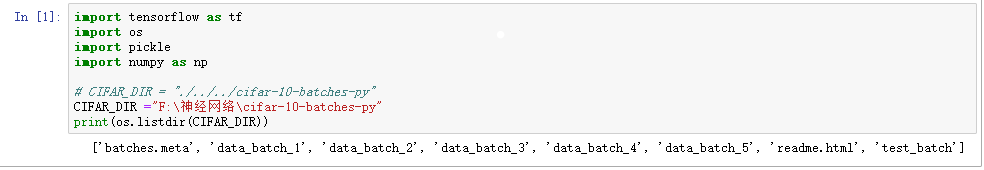 In [1]: import tensorflow as tf
import os
import pickle
import numpy as np
# CIFAR_DIR = "./../../cifar-10-batches-py"
CIFAR_DIR ="F:\神经网络\cifar-10-batches-py"
print(os.listdir(CIFAR_DIR))
['batches.meta', 'data_batch_1', 'data_batch_2', 'data_batch_3', 'data_batch_4', 'data_batch_5', 'readme.html', 'test_batch']